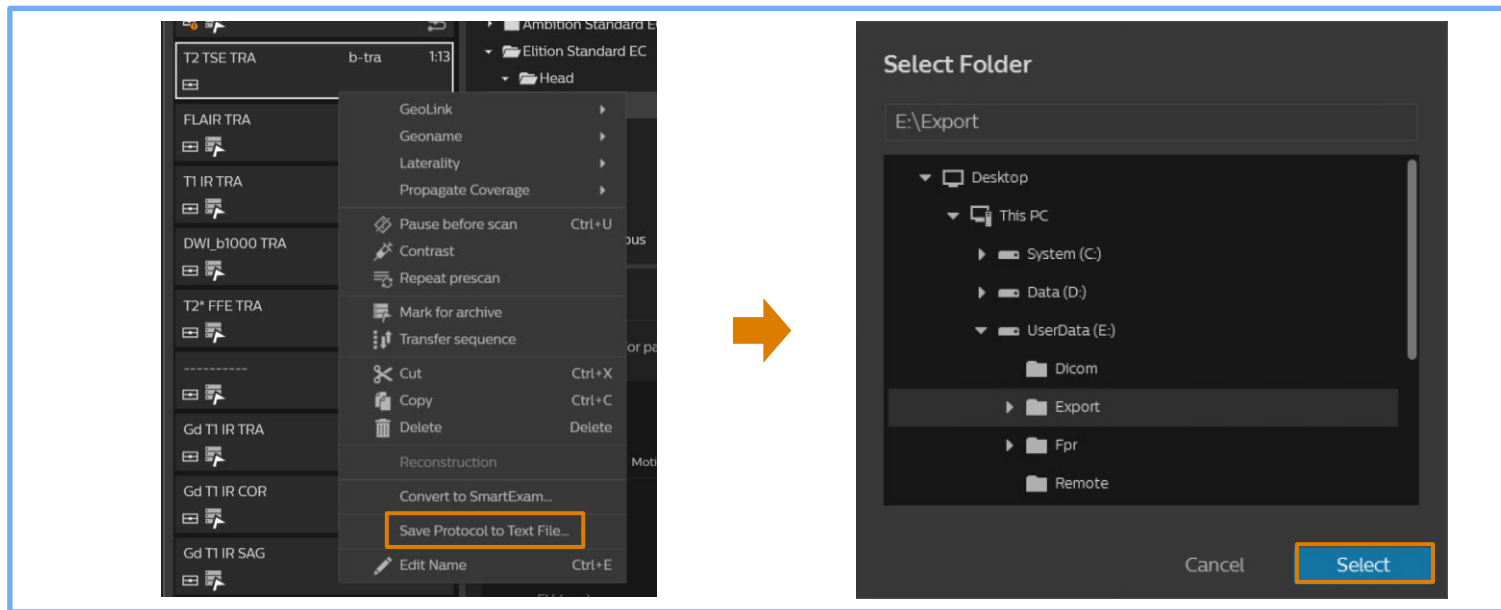 Ambition Standard E
T2 TSE TRA b-tra 1:13
Elition Standard EC
Head
FLAIR TRA
T1 IR TRA
DWI_b1000 TRA
T2* FFE TRA
----------
Gd T1 IR TRA
Gd T1 IR COR
Gd T1 IR SAG
GeoLink
Geoname
Laterality
Propagate Coverage
Pause before scan Ctrl+U
Contrast
Repeat prescan
Mark for archive
Transfer sequence
Cut Ctrl+X
Copy Ctrl+C
Delete Delete
Reconstruction
Convert to SmartExam...
Save Protocol to Text File...
Edit Name Ctrl+E
ous
or pa
Moti
Select Folder
E:\Export
Desktop
This PC
System (C:)
Data (D:)
UserData (E:)
Dicom
Export
Fpr
Remote
Cancel Select